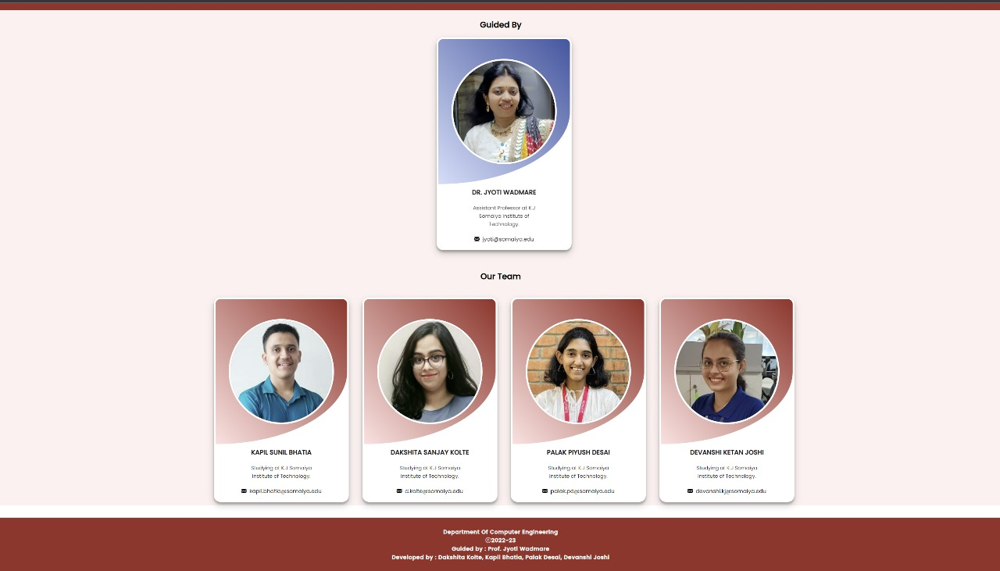 Guided By
DR. JYOTI WADMARE
Assistant Professor at K.J.
Somaiya Institute of
Technology.
jyoti@somaiya.edu
Our Team
KAPIL SUNIL BHATIA
Studying at K.J Somaiya
Institute of Technology.
kapil.bhatia@somaiya.edu
DAKSHITA SANJAY KOLTE
Studying at K.J Somaiya
Institute of Technology.
d.kolte@somaiya.edu
PALAK PIYUSH DESAI
Studying at K.J Somaiya
Institute of Technology.
palak.pd@somaiya.edu
DEVANSHI KETAN JOSHI
Studying at K.J Somaiya
Institute of Technology.
devanshi.kj@somaiya.edu
Department Of Computer Engineering
©2022-23
Guided by : Prof. Jyoti Wadmare
Developed by : Dakshita Kolte, Kapil Bhatia, Palak Desai, Devanshi Joshi